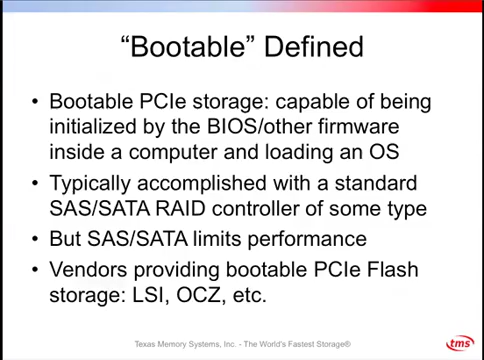 “Bootable” Defined
• Bootable PCIe storage: capable of being
initialized by the BIOS/other firmware
inside a computer and loading an OS
• Typically accomplished with a standard
SAS/SATA RAID controller of some type
• But SAS/SATA limits performance
• Vendors providing bootable PCIe Flash
storage: LSI, OCZ, etc.
Texas Memory Systems, Inc. - The World's Fastest Storage®
tms